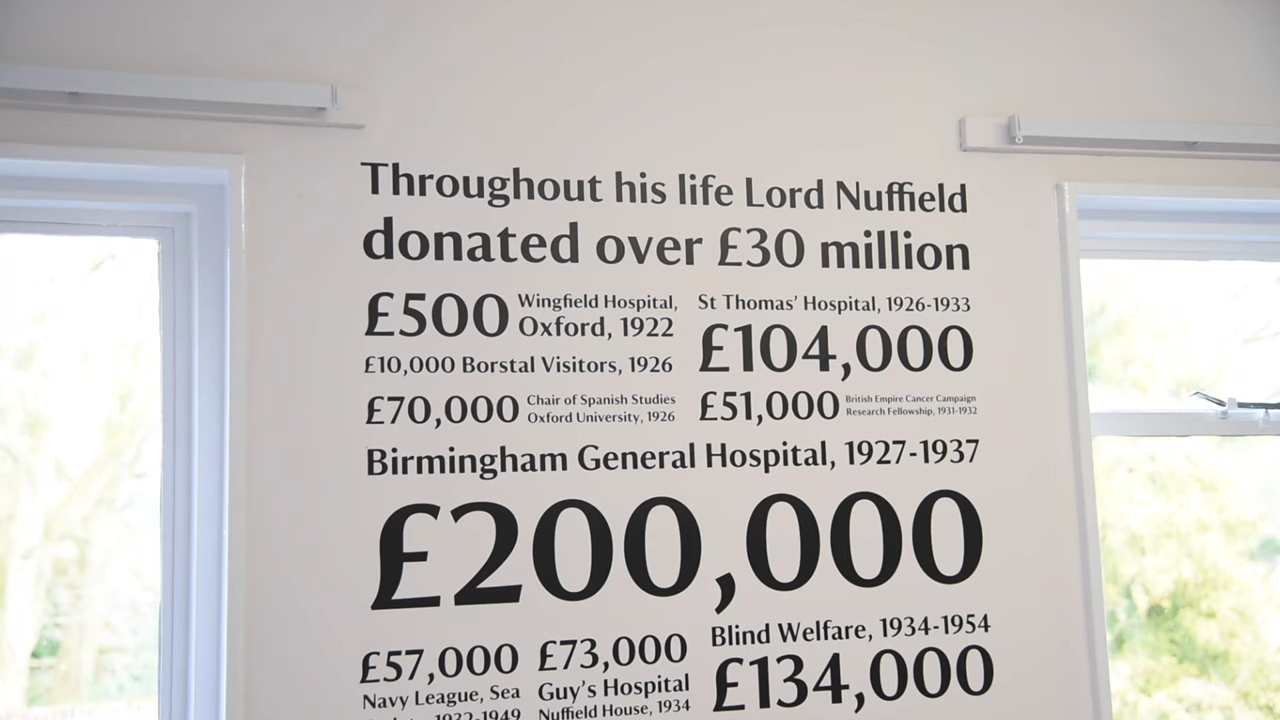 Throughout his life Lord Nuffield
donated over £30 million
£500 Wingfield Hospital,
Oxford, 1922
£10,000 Borstal Visitors, 1926
£70,000 Chair of Spanish Studies
Oxford University, 1926
St Thomas' Hospital, 1926-1933
£104,000
£51,000 British Empire Cancer Campaign
Research Fellowship, 1931-1932
Birmingham General Hospital, 1927-1937
£200,000
£57,000
Navy League, Sea
1932-1949
£73,000
Guy's Hospital
Nuffield House, 1934
Blind Welfare, 1934-1954
£134,000